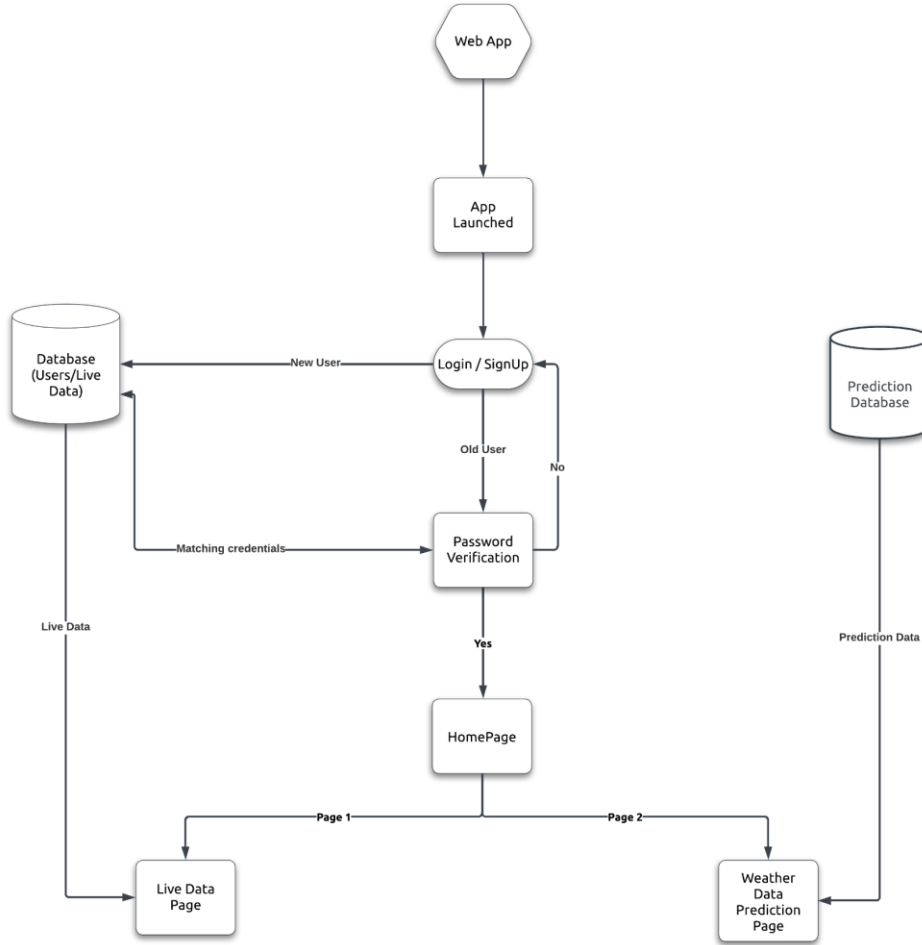 Web App
App
Launched
Database
(Users/Live
Data)
New User
Login / SignUp
Prediction
Database
Old User
No
Matching credentials
Password
Verification
Live Data
Yes
Prediction Data
HomePage
Page 1
Page 2
Live Data
Page
Weather
Data
Prediction
Page